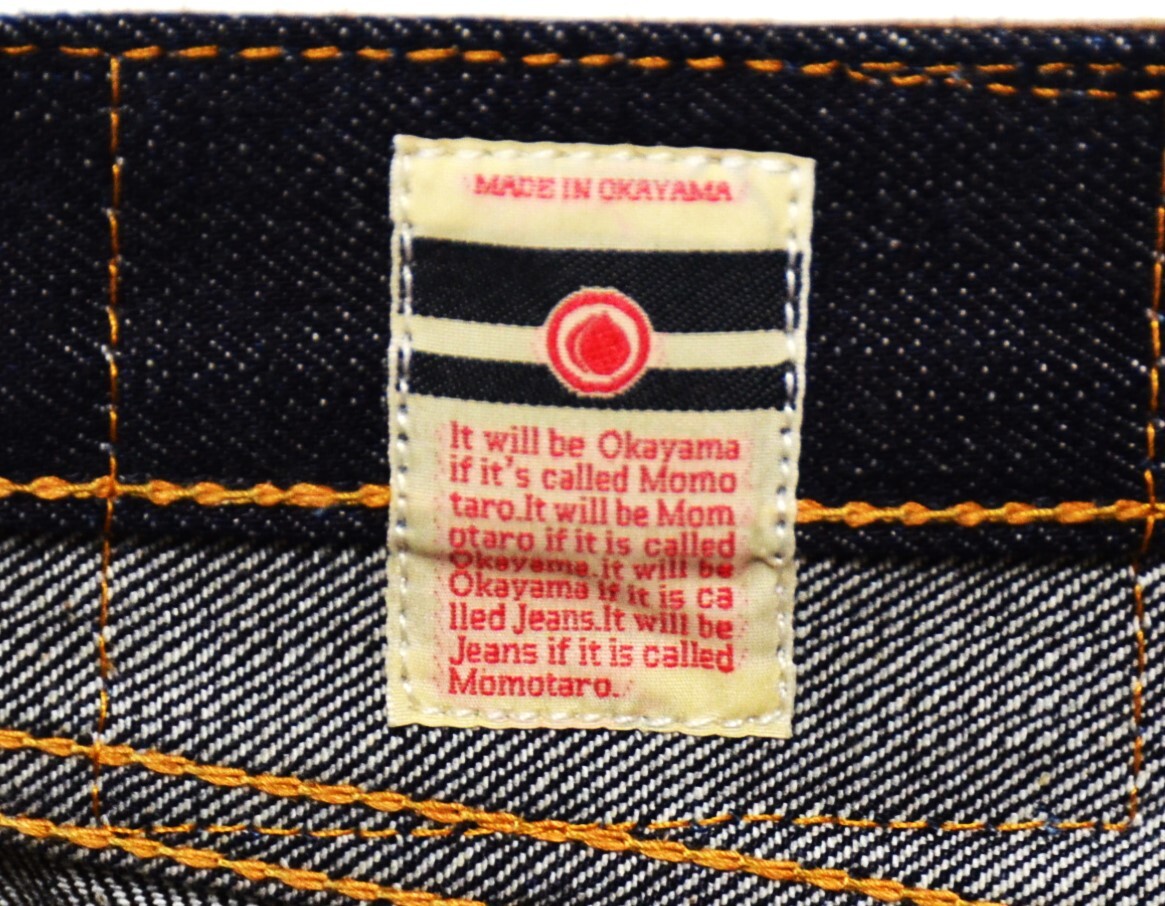 MADE IN OKAYAMA
It will be Okayama
if it's called Momo
taro.It will be Mom
otaro if it is called
Okayama.It will be
Okayama if it is ca
lled Jeans.It will be
Jeans if it is called
Momotaro.